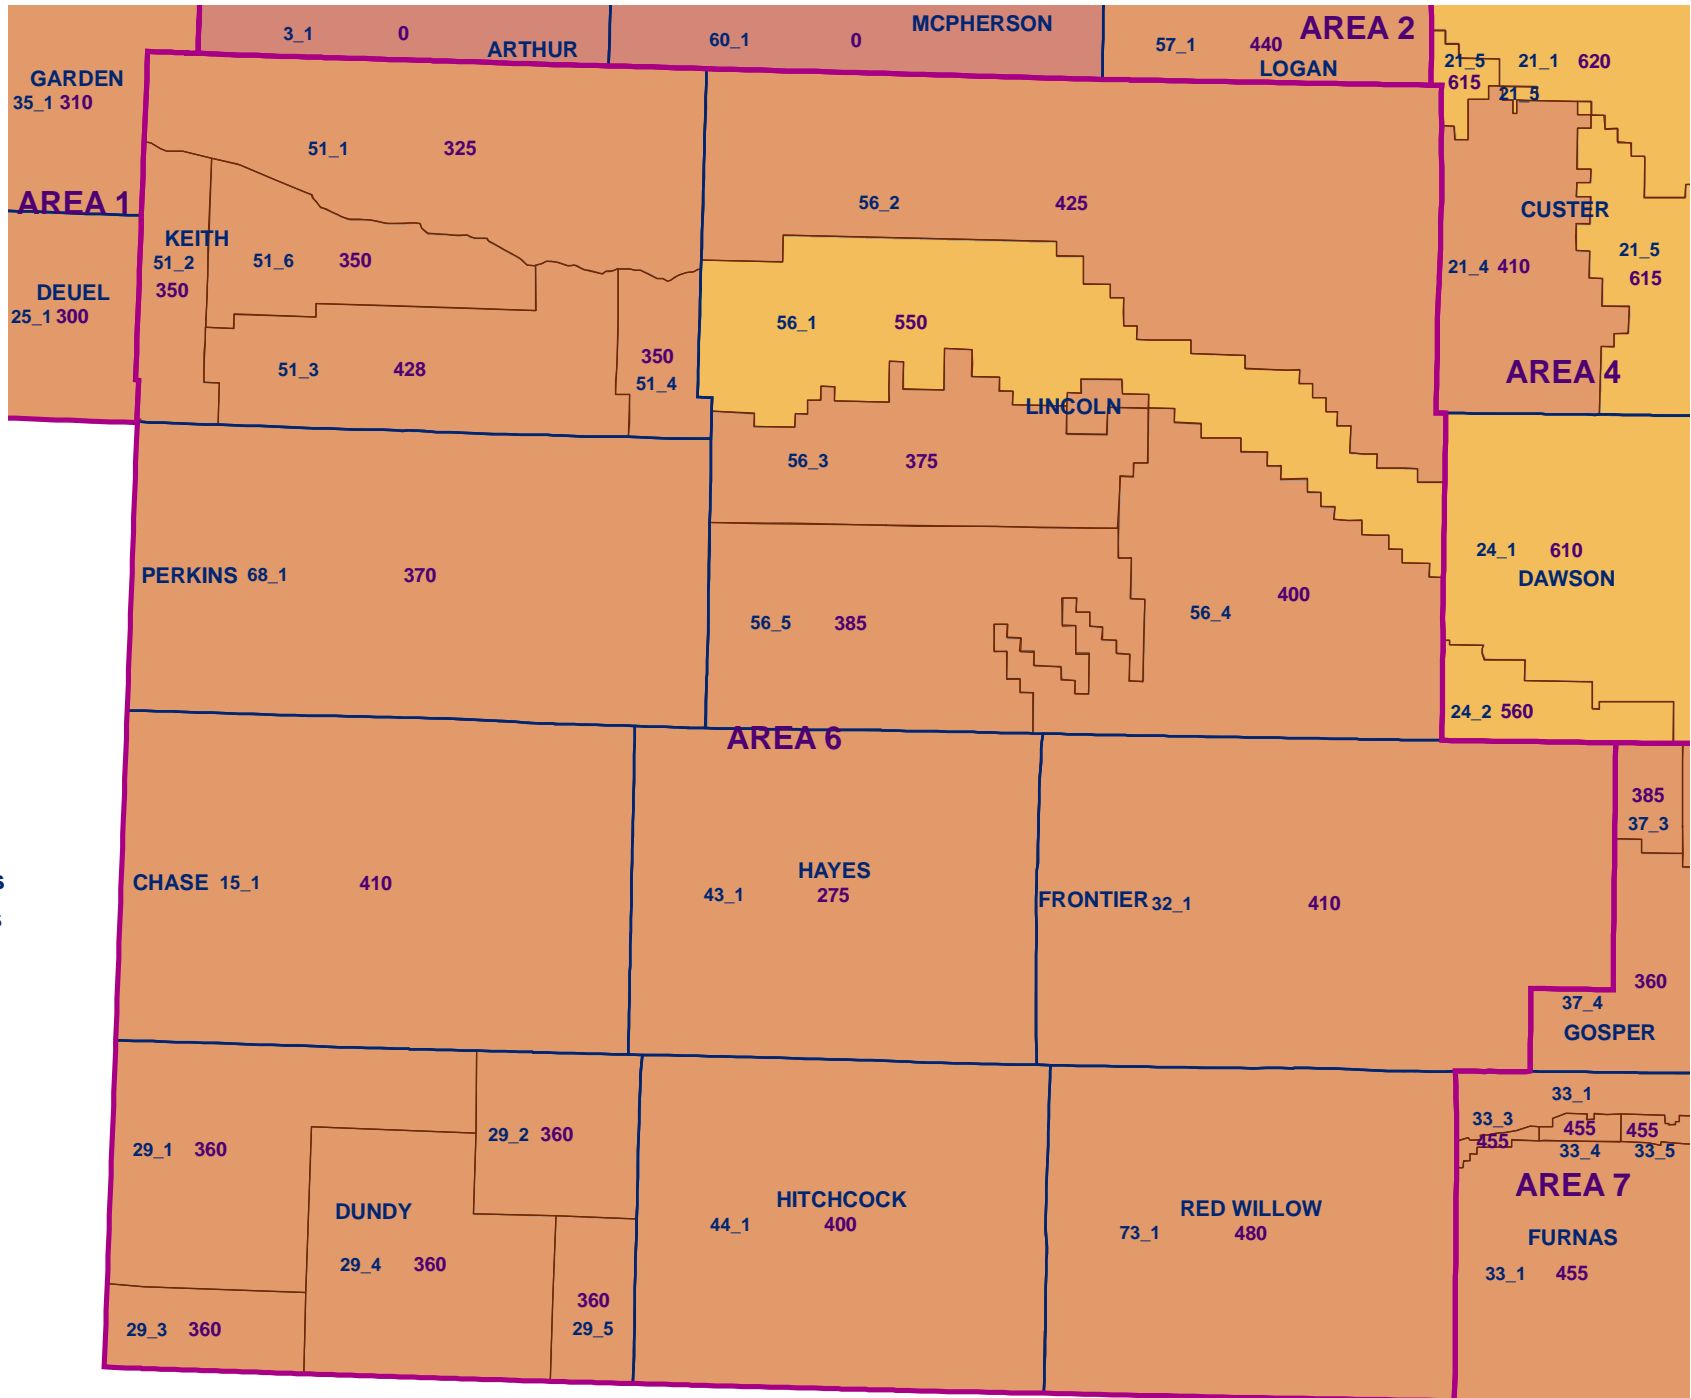 3_1 0
ARTHUR
60_1 0
MCPHERSON
57_1 440
AREA 2
LOGAN
GARDEN
35_1 310
21_5
615
21_1 620
21_5
51_1 325
56_2 425
AREA 1
CUSTER
KEITH
51_2
350
51_6 350
21_4 410
21_5
615
DEUEL
25_1 300
56_1 550
51_3 428
350
51_4
AREA 4
LINCOLN
56_3 375
PERKINS 68_1 370
24_1 610
DAWSON
56_5 385
400
56_4
24_2 560
AREA 6
385
37_3
CHASE 15_1 410
HAYES
43_1 275
FRONTIER 32_1 410
s
360
37_4
GOSPER
33_1
33_3
455
455
33_4
455
33_5
29_1 360
29_2 360
AREA 7
DUNDY
29_4 360
HITCHCOCK
44_1 400
RED WILLOW
73_1 480
FURNAS
33_1 455
29_3 360
360
29_5